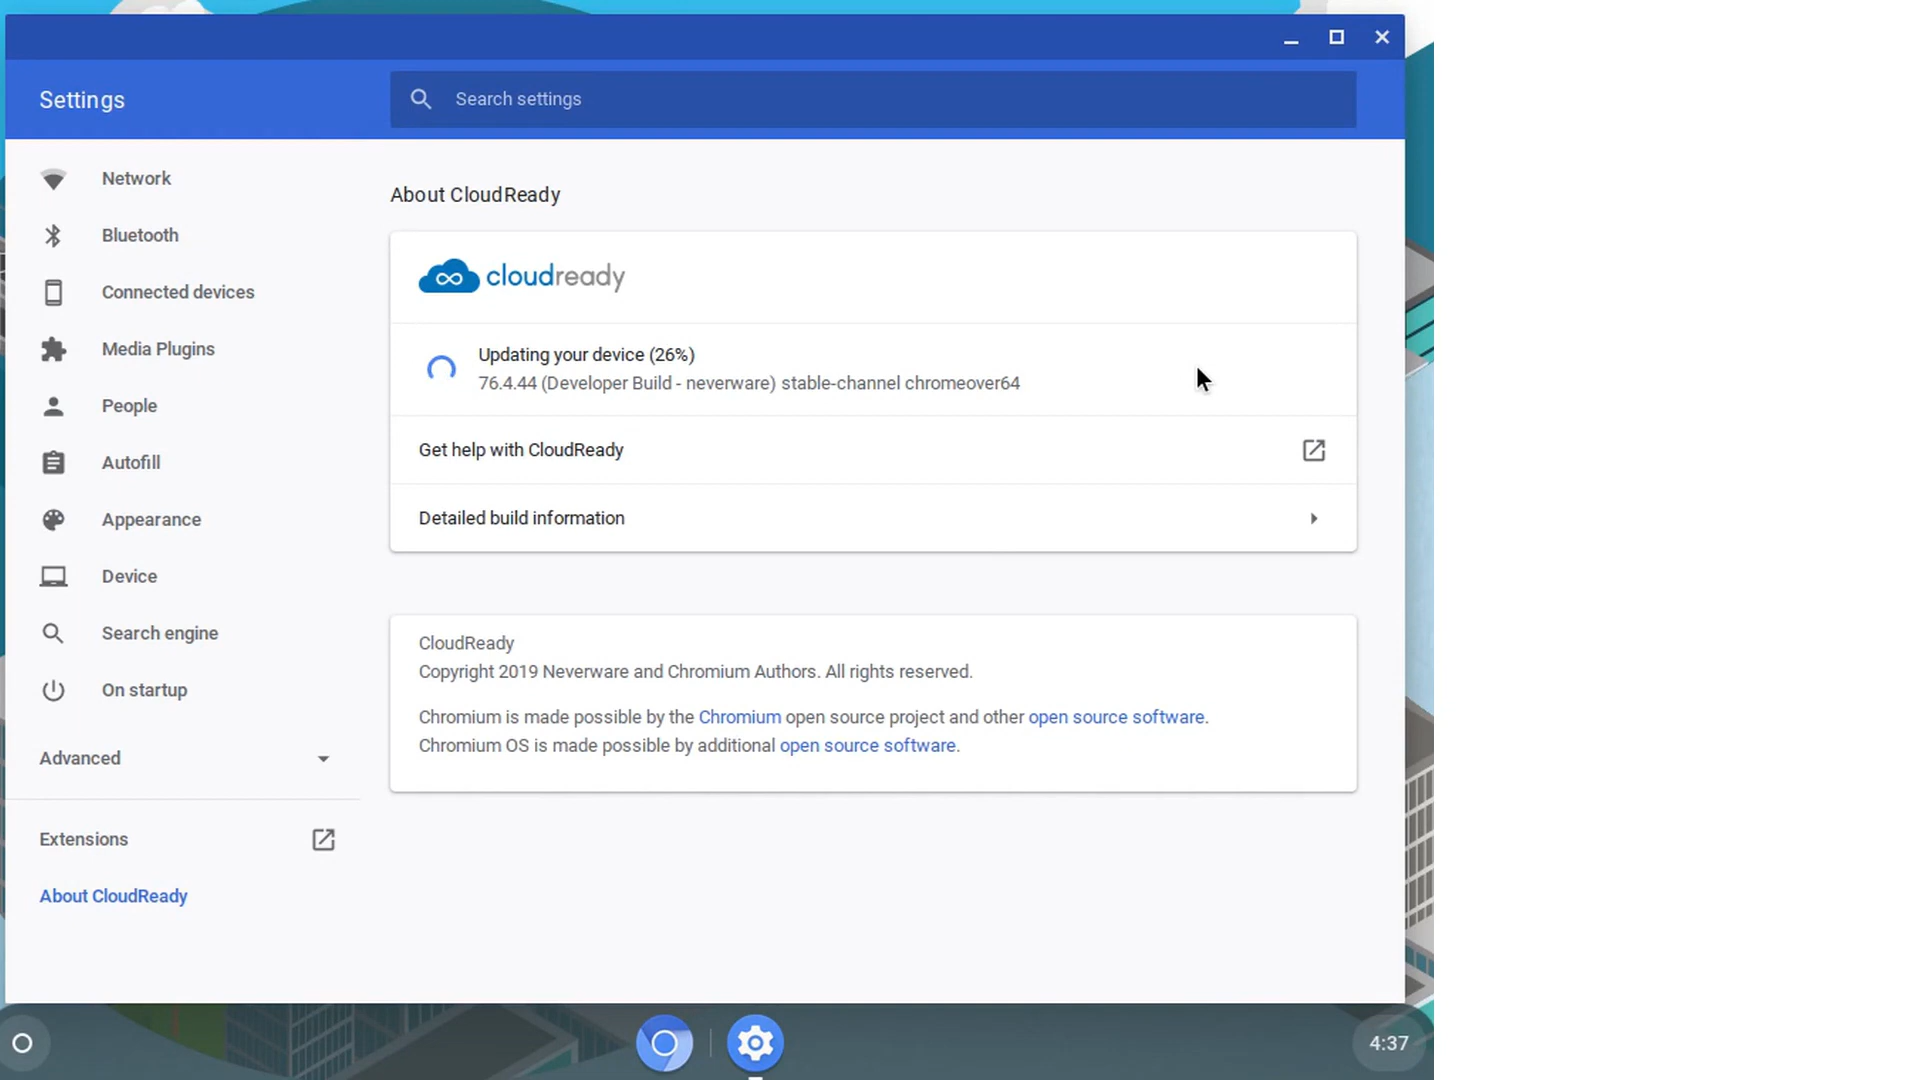 Settings
Search settings
Network
Bluetooth
Connected devices
Media Plugins
People
Autofill
Appearance
Device
Search engine
On startup
Advanced
Extensions
About CloudReady
About CloudReady
cloudready
Updating your device (26%)
76.4.44 (Developer Build - neverware) stable-channel chromeover64
Get help with CloudReady
Detailed build information
CloudReady
Copyright 2019 Neverware and Chromium Authors. All rights reserved.
Chromium is made possible by the Chromium open source project and other open source software.
Chromium OS is made possible by additional open source software.
4:37